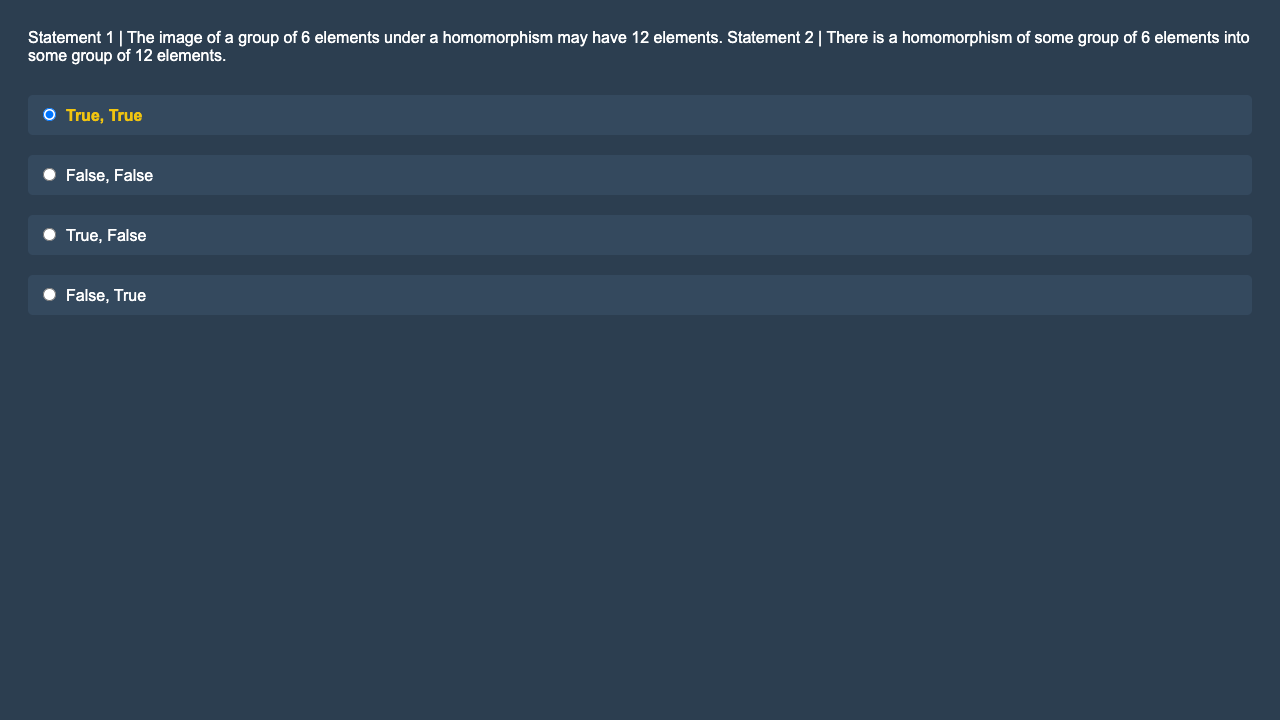 Statement 1 | The image of a group of 6 elements under a homomorphism may have 12 elements. Statement 2 | There is a homomorphism of some group of 6 elements into
some group of 12 elements.
True, True
False, False
True, False
False, True